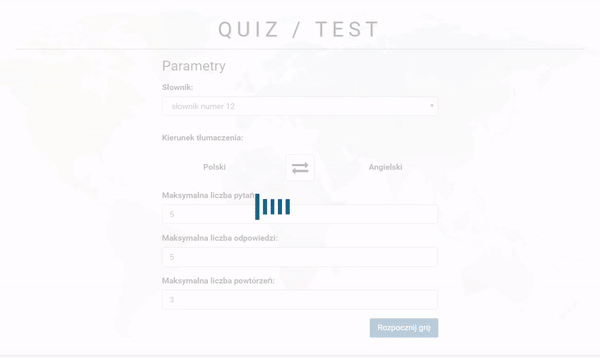 QUIZ / TEST
Parametry
Słownik:
słownik numer 12
Kierunek tłumaczenia:
Polski
Angielski
Maksymalna liczba pytań:
5
Maksymalna liczba odpowiedzi:
5
Maksymalna liczba powtórzeń:
3
Rozpocznij grę